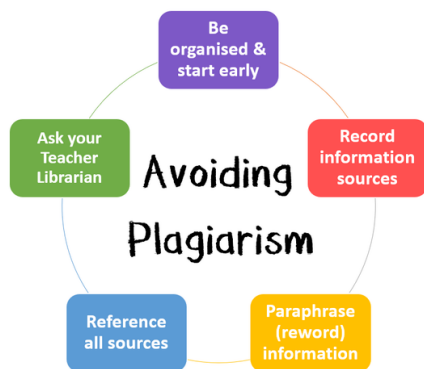 Be
organised &
start early
Record
information
sources
Paraphrase
(reword)
information
Reference
all sources
Ask your
Teacher
Librarian
Avoiding
Plagiarism